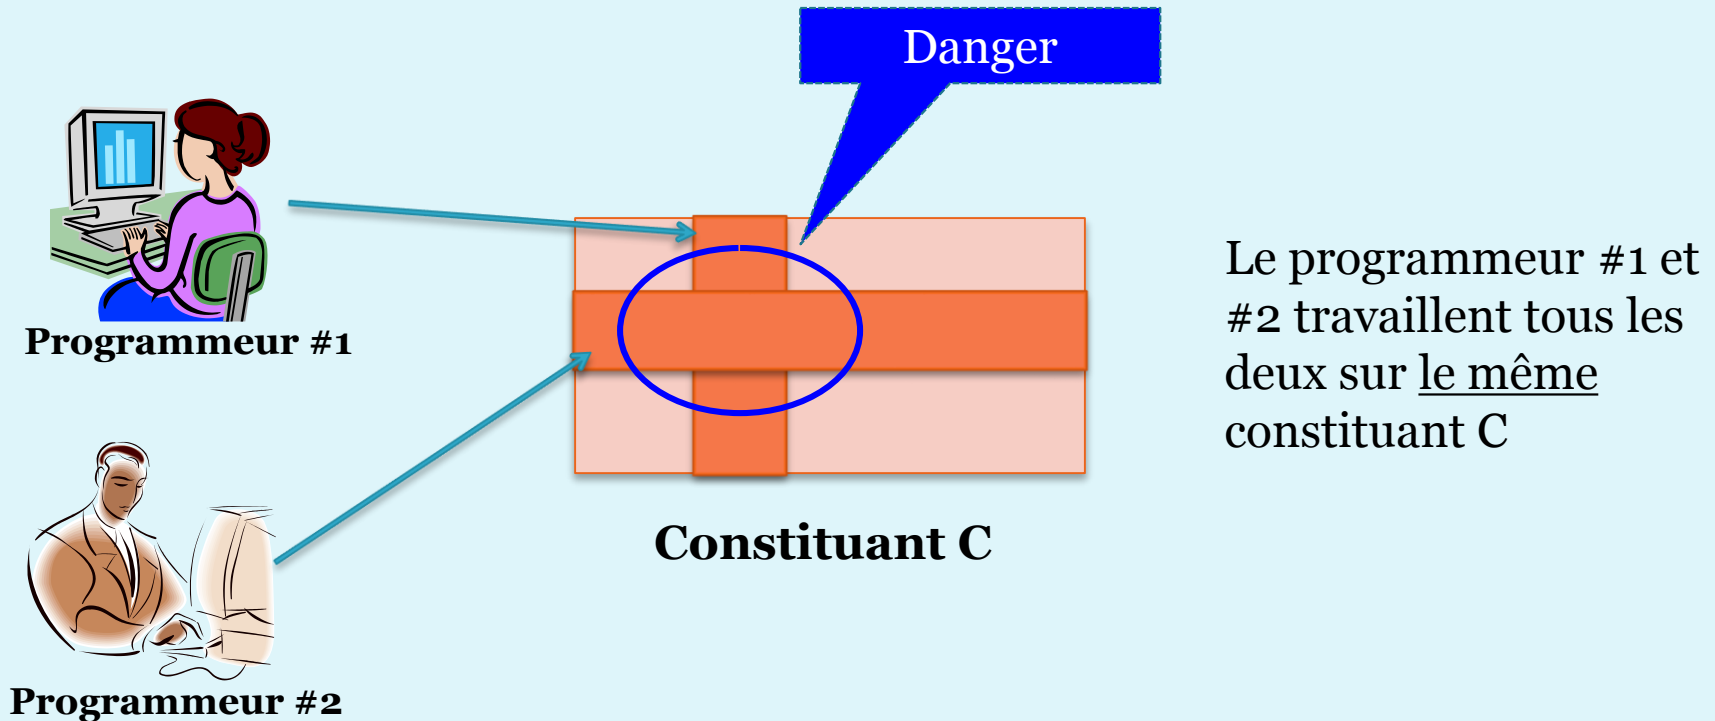 Danger
Programmeur #1
Le programmeur #1 et
#2 travaillent tous les
deux sur le même
constituant C
Constituant C
Programmeur #2